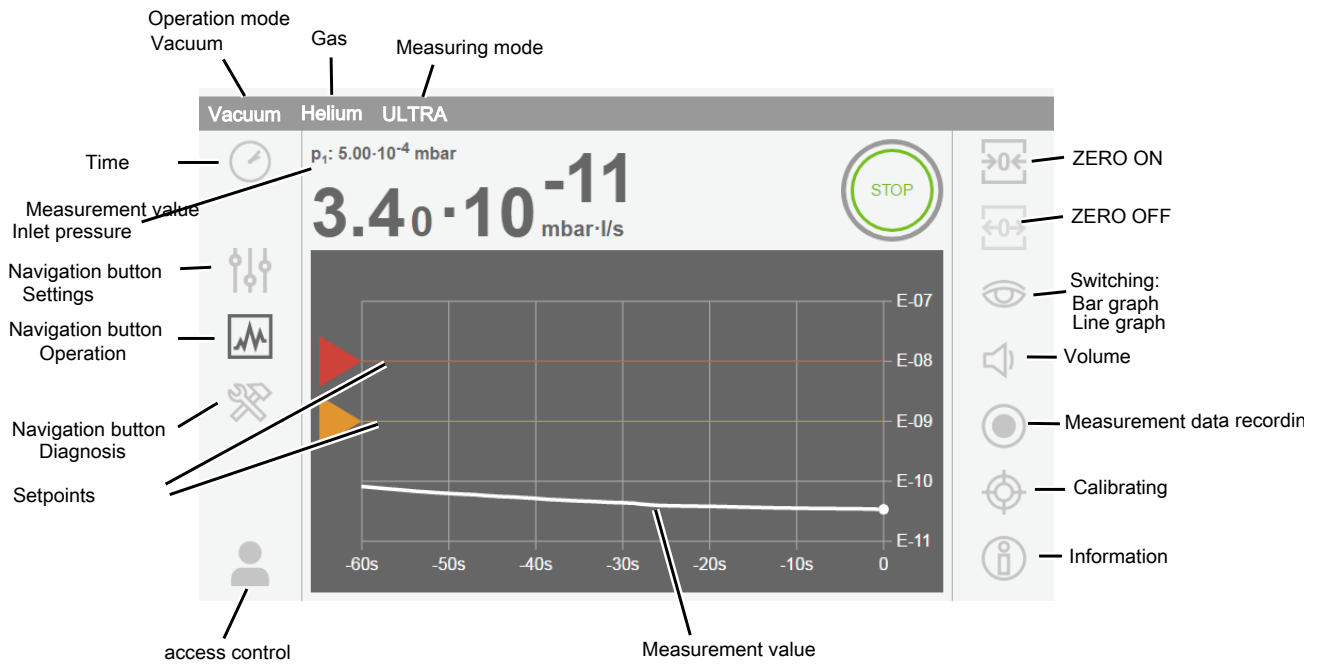 Operation mode
Vacuum
Gas
Measuring mode
Vacuum Helium ULTRA
Time
p₁: 5.00·10⁻⁴ mbar
3.40·10⁻¹¹ mbar·l/s
STOP
ZERO ON
Measurement value
Inlet pressure
→0←
ZERO OFF
←0→
Navigation button
Settings
Switching:
Bar graph
Line graph
E-07
Navigation button
Operation
E-08
Volume
Navigation button
Diagnosis
E-09
Measurement data recordin
Setpoints
E-10
Calibrating
E-11
Information
-60s -50s -40s -30s -20s -10s 0
access control
Measurement value